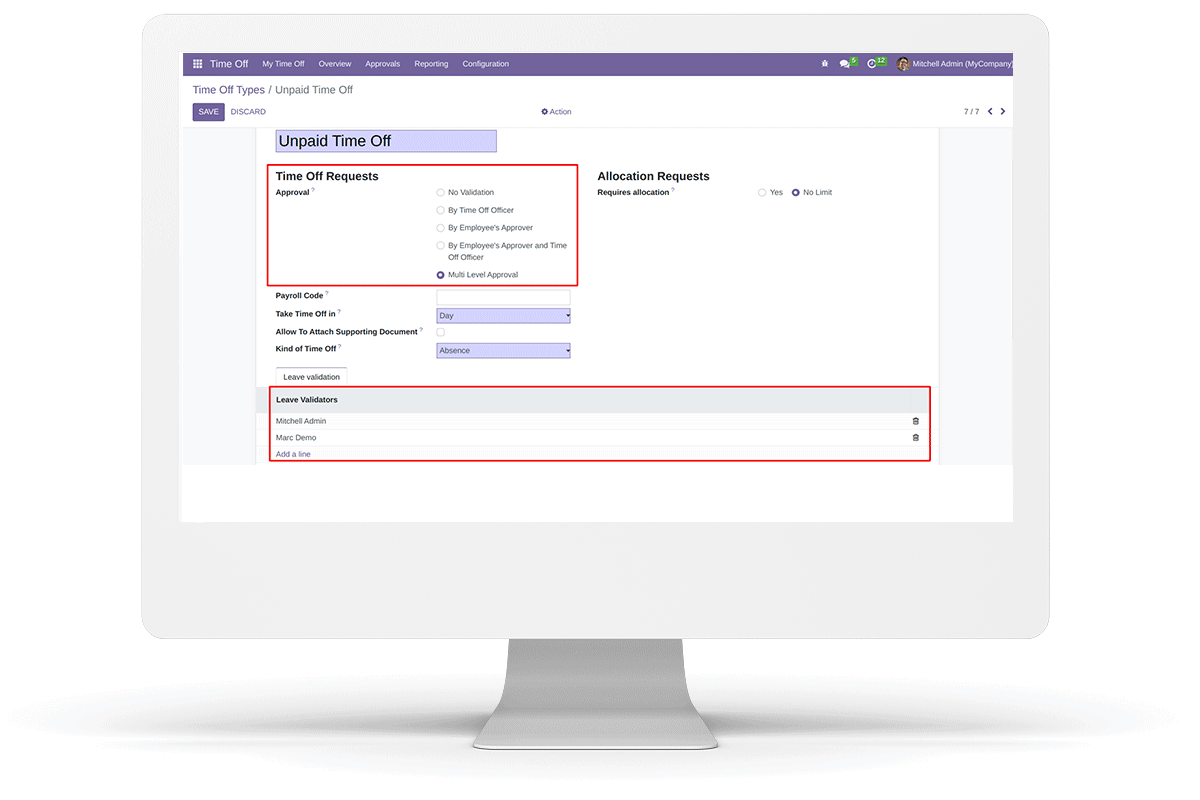 Time Off My Time Off Overview Approvals Reporting Configuration 5 12 Mitchell Admin (MyCompany)
Time Off Types / Unpaid Time Off
SAVE DISCARD Action 7 / 7
Unpaid Time Off
Time Off Requests
Approval ?
No Validation
By Time Off Officer
By Employee's Approver
By Employee's Approver and Time
Off Officer
Multi Level Approval
Allocation Requests
Requires allocation ? Yes No Limit
Payroll Code ?
Take Time Off in ? Day
Allow To Attach Supporting Document ?
Kind of Time Off ? Absence
Leave validation
Leave Validators
Mitchell Admin
Marc Demo
Add a line